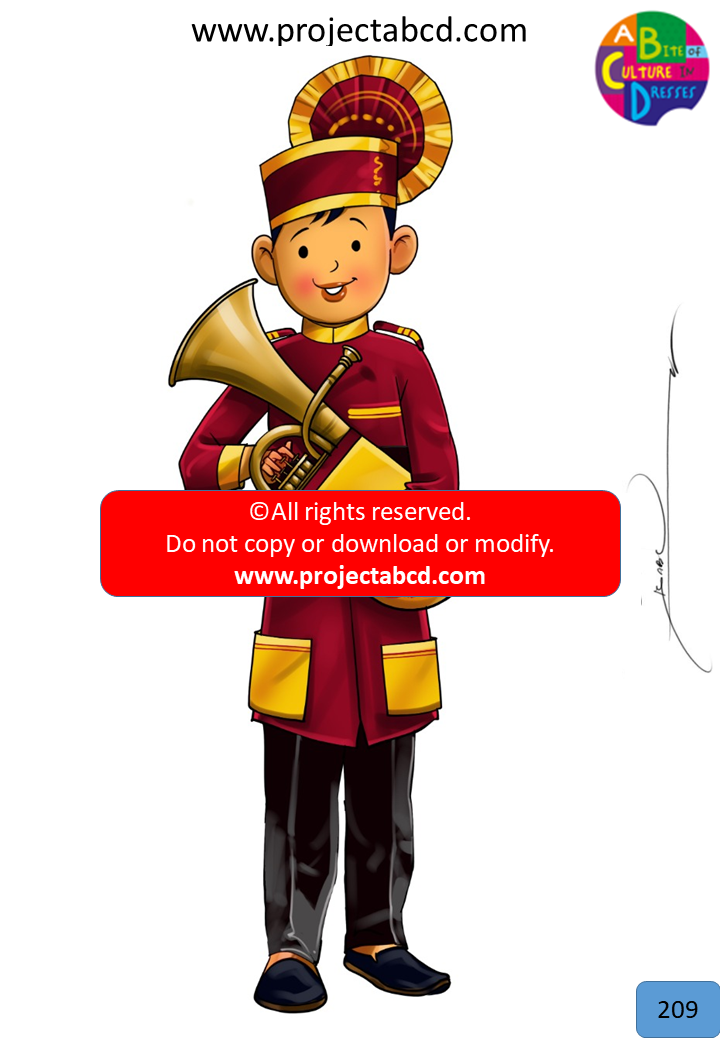 www.projectabcd.com
A BITE OF
CULTURE IN
DRESSES
©All rights reserved.
Do not copy or download or modify.
www.projectabcd.com
209